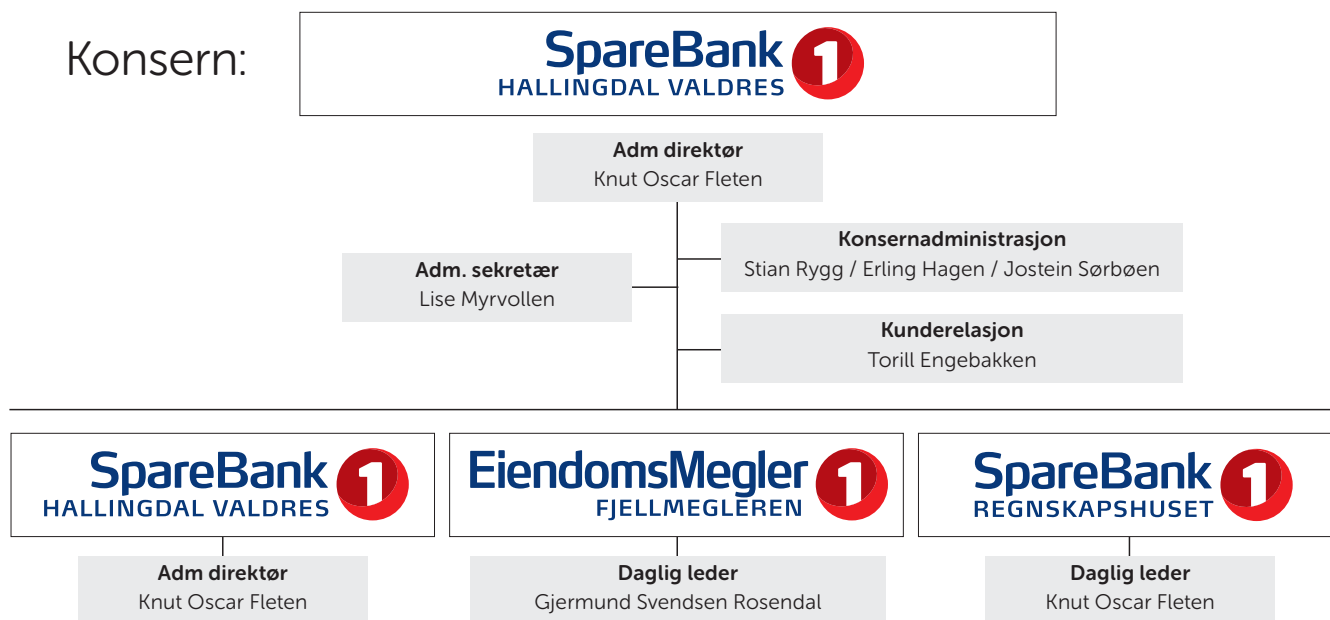 Konsern:
SpareBank 1
HALLINGDAL VALDRES
Adm direktør
Knut Oscar Fleten
Konsernadministrasjon
Stian Rygg / Erling Hagen / Jostein Sørbøen
Adm. sekretær
Lise Myrvollen
Kunderelasjon
Torill Engebakken
SpareBank 1
HALLINGDAL VALDRES
EiendomsMegler 1
FJELLMEGLEREN
SpareBank 1
REGNSKAPSHUSET
Adm direktør
Knut Oscar Fleten
Daglig leder
Gjermund Svendsen Rosendal
Daglig leder
Knut Oscar Fleten